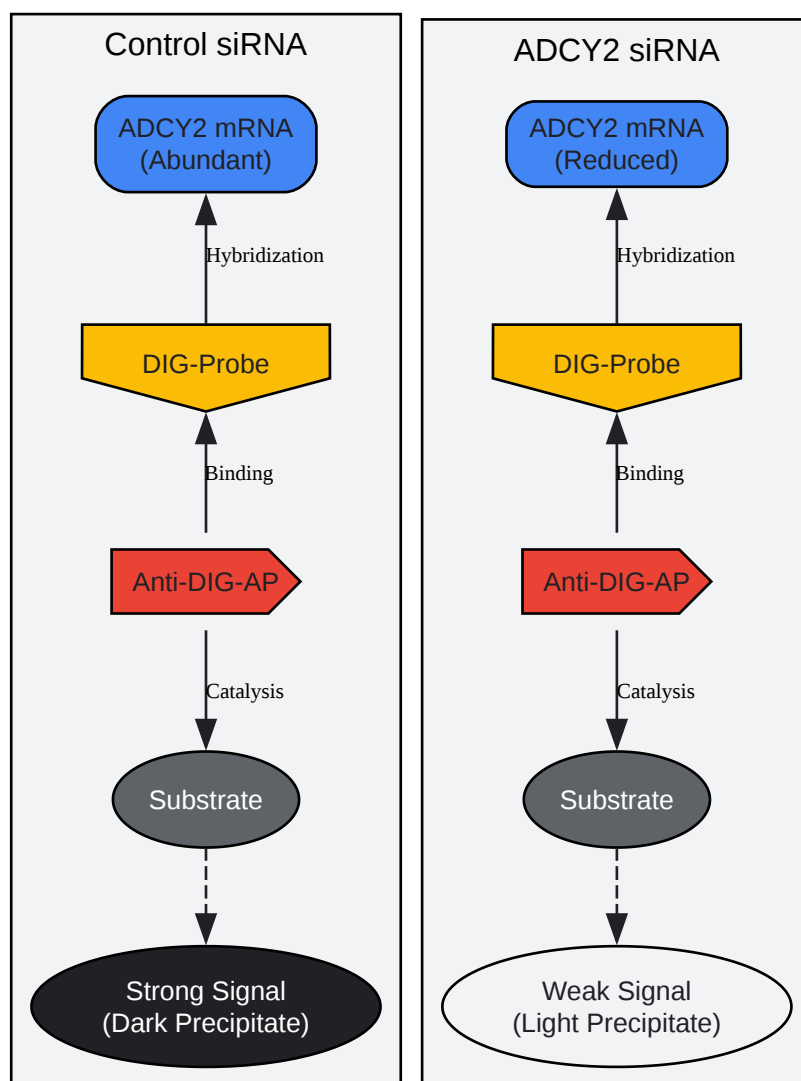 Control siRNA
ADCY2 mRNA
(Abundant)
Hybridization
DIG-Probe
Binding
Anti-DIG-AP
Catalysis
Substrate
Strong Signal
(Dark Precipitate)
ADCY2 siRNA
ADCY2 mRNA
(Reduced)
Hybridization
DIG-Probe
Binding
Anti-DIG-AP
Catalysis
Substrate
Weak Signal
(Light Precipitate)